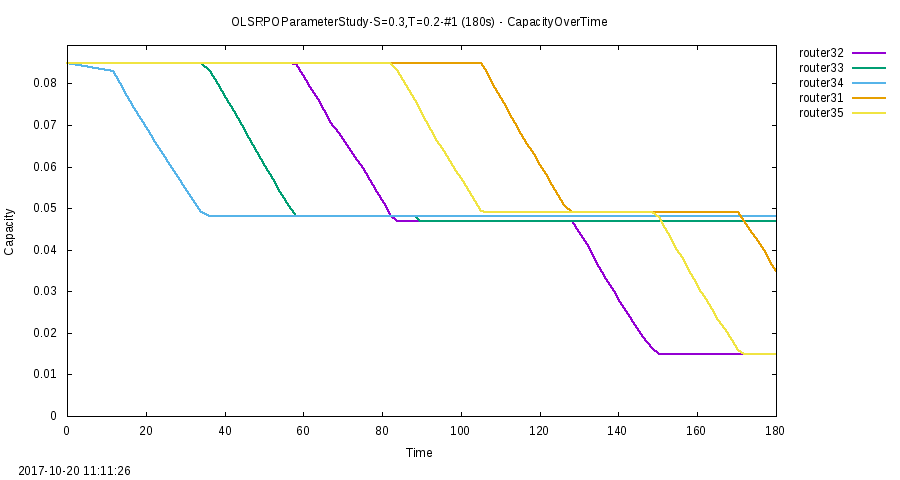 OLSRPOParameterStudy-S=0.3,T=0.2-#1 (180s) - CapacityOverTime
router32
router33
router34
router31
router35
0.08
0.07
0.06
0.05
0.04
0.03
0.02
0.01
0
Capacity
0 20 40 60 80 100 120 140 160 180
Time
2017-10-20 11:11:26